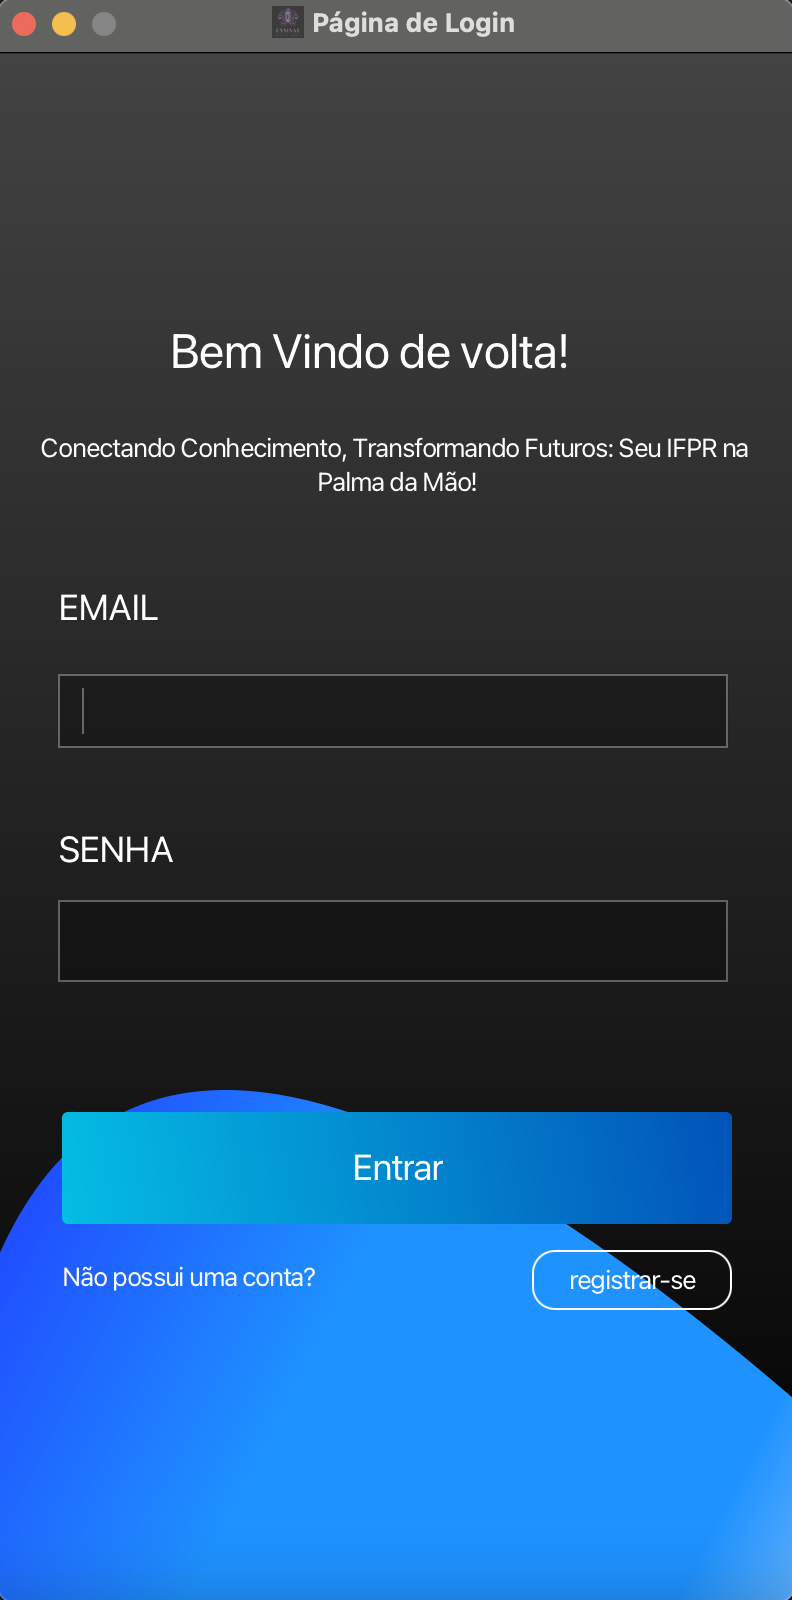 Página de Login
Bem Vindo de volta!
Conectando Conhecimento, Transformando Futuros: Seu IFPR na
Palma da Mão!
EMAIL
SENHA
Entrar
Não possui uma conta?
registrar-se